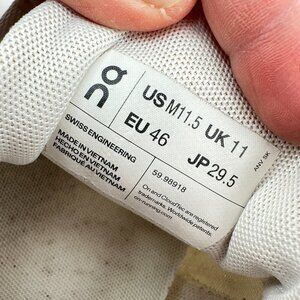 on
SWISS ENGINEERING
MADE IN VIETNAM
HECHO EN VIETNAM
FABRIQUÉ AU VIETNAM
US M11.5 UK 11
EU 46 JP 29.5
59.98918
On and CloudTec are registered
trademarks. Worldwide patents.
on-running.com